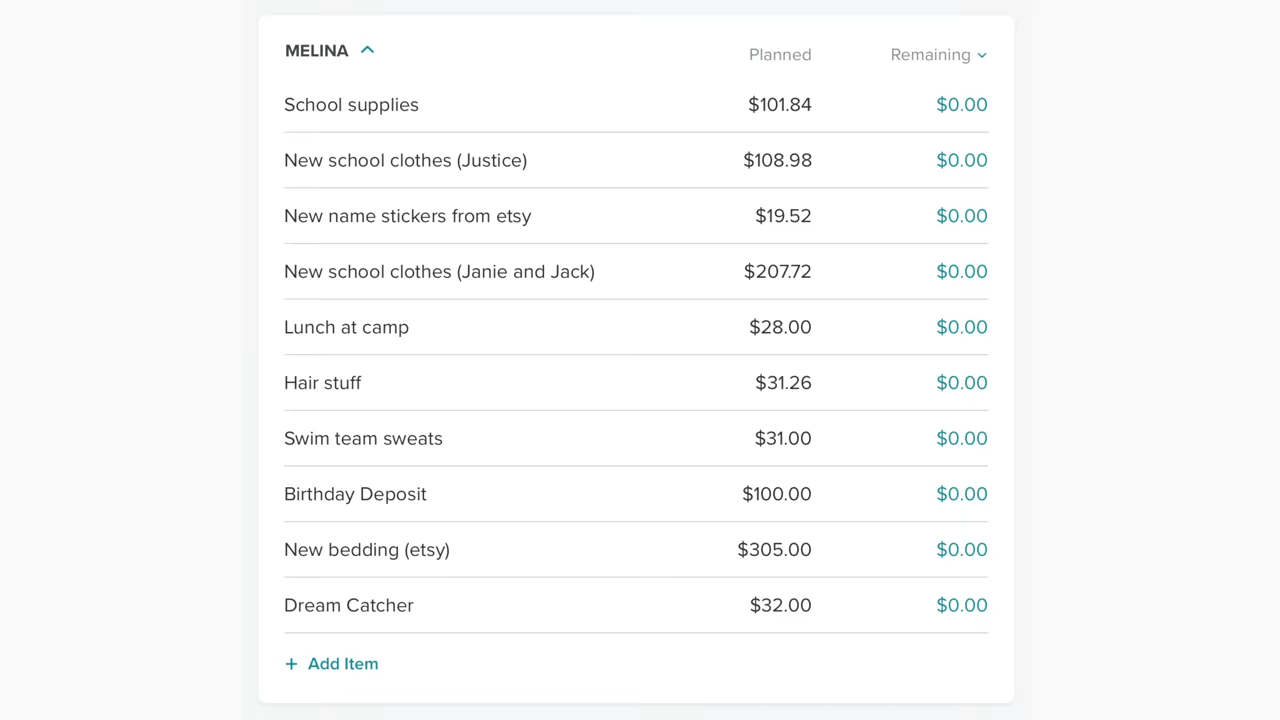 MELINA Planned Remaining
School supplies $101.84 $0.00
New school clothes (Justice) $108.98 $0.00
New name stickers from etsy $19.52 $0.00
New school clothes (Janie and Jack) $207.72 $0.00
Lunch at camp $28.00 $0.00
Hair stuff $31.26 $0.00
Swim team sweats $31.00 $0.00
Birthday Deposit $100.00 $0.00
New bedding (etsy) $305.00 $0.00
Dream Catcher $32.00 $0.00
+ Add Item